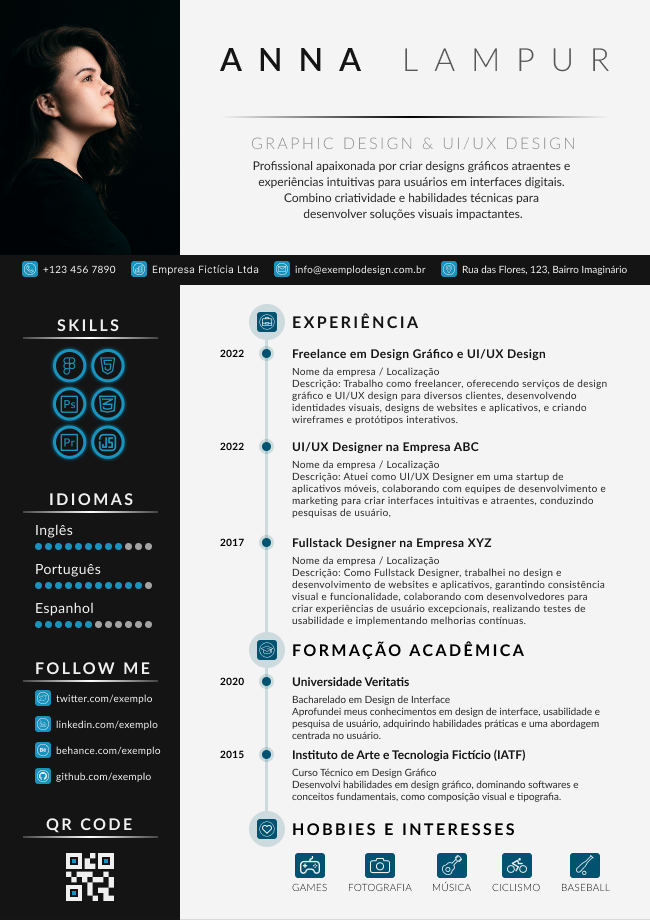 ANNA LAMPUR
GRAPHIC DESIGN & UI/UX DESIGN
Profissional apaixonada por criar designs gráficos atraentes e
experiências intuitivas para usuários em interfaces digitais.
Combino criatividade e habilidades técnicas para
desenvolver soluções visuais impactantes.
+123 456 7890
Empresa Fictícia Ltda
info@exemplodesign.com.br
Rua das Flores, 123, Bairro Imaginário
SKILLS
5
Ps
3
Pr
JS
IDIOMAS
Inglês
Português
Espanhol
FOLLOW ME
twitter.com/exemplo
linkedin.com/exemplo
Bē
behance.com/exemplo
github.com/exemplo
QR CODE
EXPERIÊNCIA
2022
Freelance em Design Gráfico e UI/UX Design
Nome da empresa / Localização
Descrição: Trabalho como freelancer, oferecendo serviços de design
gráfico e UI/UX design para diversos clientes, desenvolvendo
identidades visuais, designs de websites e aplicativos, e criando
wireframes e protótipos interativos.
2022
UI/UX Designer na Empresa ABC
Nome da empresa / Localização
Descrição: Atuei como UI/UX Designer em uma startup de
aplicativos móveis, colaborando com equipes de desenvolvimento e
marketing para criar interfaces intuitivas e atraentes, conduzindo
pesquisas de usuário,
2017
Fullstack Designer na Empresa XYZ
Nome da empresa / Localização
Descrição: Como Fullstack Designer, trabalhei no design e
desenvolvimento de websites e aplicativos, garantindo consistência
visual e funcionalidade, colaborando com desenvolvedores para
criar experiências de usuário excepcionais, realizando testes de
usabilidade e implementando melhorias contínuas.
FORMAÇÃO ACADÊMICA
2020
Universidade Veritatis
Bacharelado em Design de Interface
Aprofundei meus conhecimentos em design de interface, usabilidade e
pesquisa de usuário, adquirindo habilidades práticas e uma abordagem
centrada no usuário.
2015
Instituto de Arte e Tecnologia Fictício (IATF)
Curso Técnico em Design Gráfico
Desenvolvi habilidades em design gráfico, dominando softwares e
conceitos fundamentais, como composição visual e tipografia.
HOBBIES E INTERESSES
GAMES
FOTOGRAFIA
MÚSICA
CICLISMO
BASEBALL